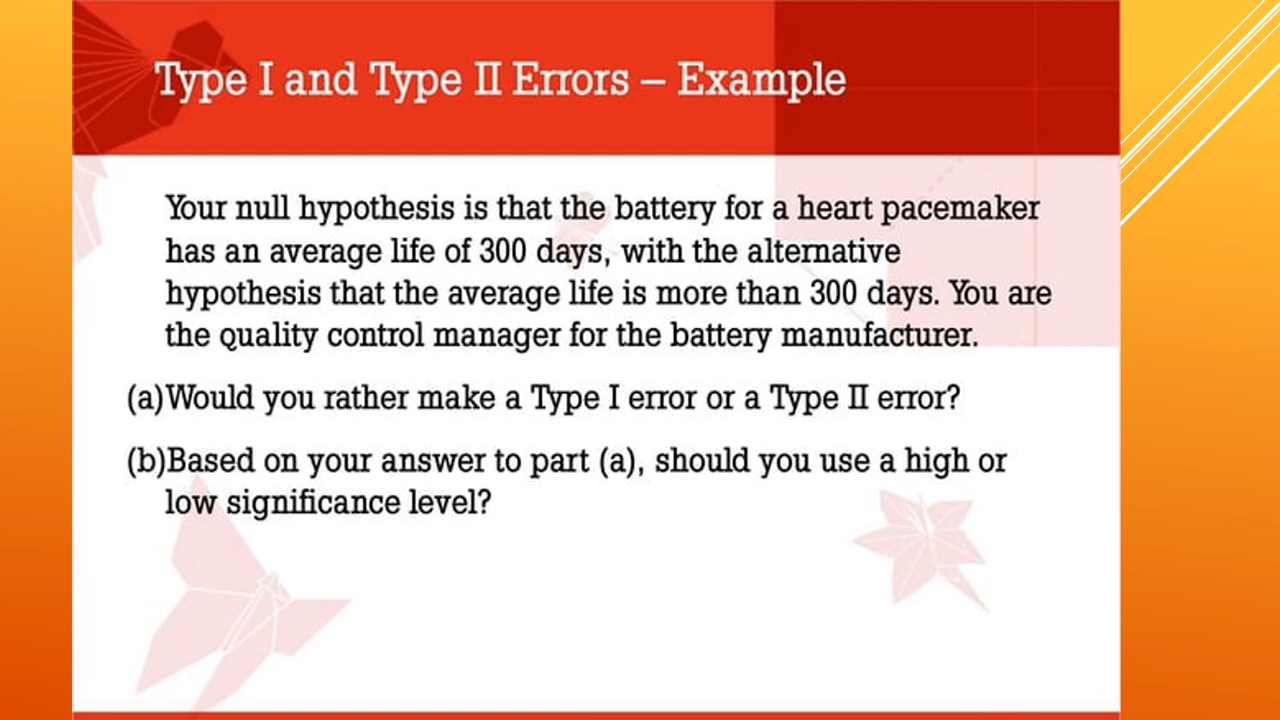 Type I and Type II Errors – Example
Your null hypothesis is that the battery for a heart pacemaker
has an average life of 300 days, with the alternative
hypothesis that the average life is more than 300 days. You are
the quality control manager for the battery manufacturer.
(a)Would you rather make a Type I error or a Type II error?
(b)Based on your answer to part (a), should you use a high or
low significance level?